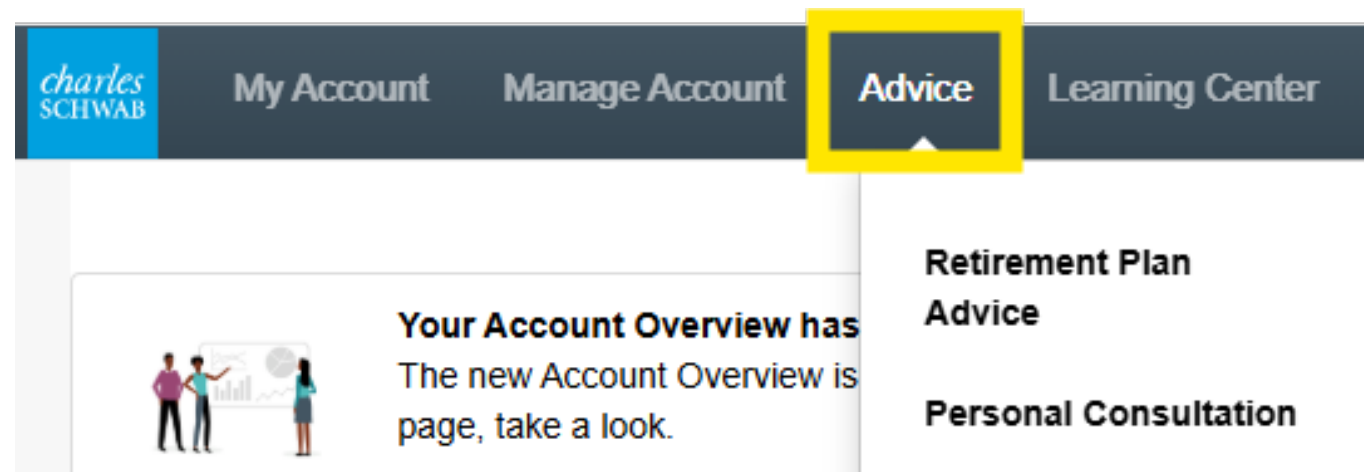 charles
SCHWAB
My Account
Manage Account
Advice
Learning Center
Your Account Overview has
The new Account Overview is
page, take a look.
Retirement Plan
Advice
Personal Consultation